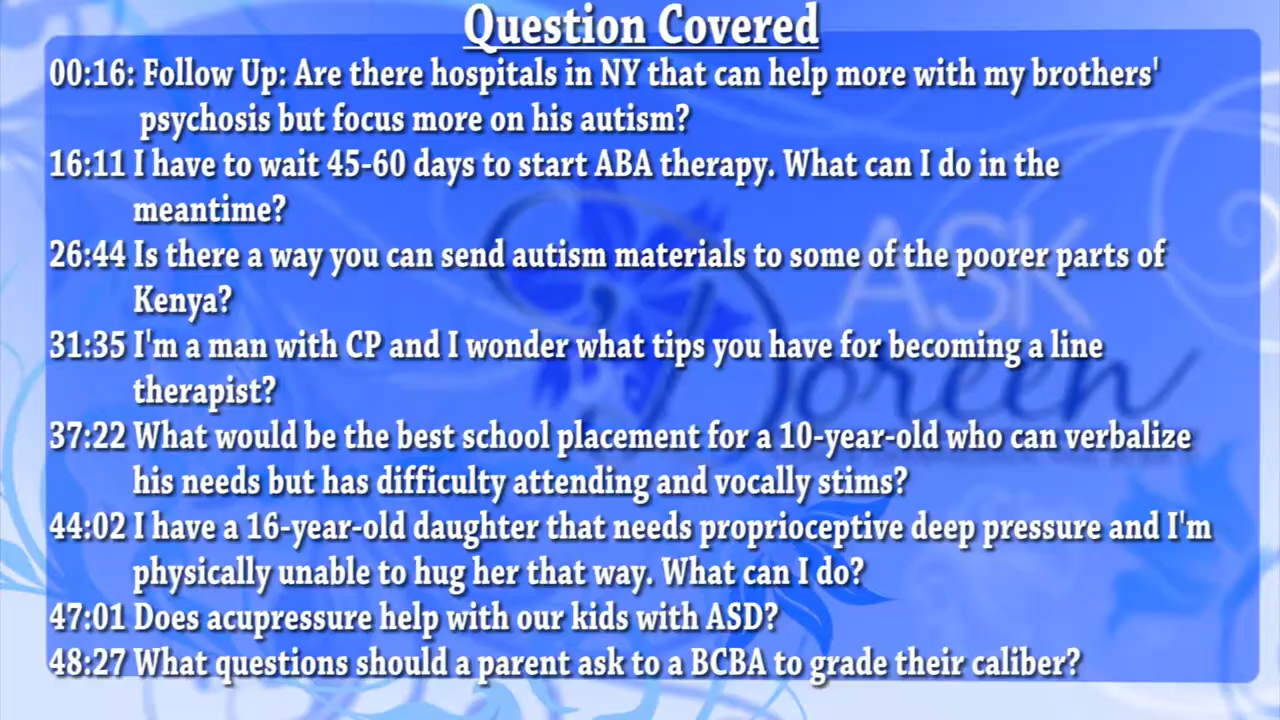 Question Covered
00:16: Follow Up: Are there hospitals in NY that can help more with my brothers'
psychosis but focus more on his autism?
16:11 I have to wait 45-60 days to start ABA therapy. What can I do in the
meantime?
26:44 Is there a way you can send autism materials to some of the poorer parts of
Kenya?
31:35 I'm a man with CP and I wonder what tips you have for becoming a line
therapist?
37:22 What would be the best school placement for a 10-year-old who can verbalize
his needs but has difficulty attending and vocally stims?
44:02 I have a 16-year-old daughter that needs proprioceptive deep pressure and I'm
physically unable to hug her that way. What can I do?
47:01 Does acupressure help with our kids with ASD?
48:27 What questions should a parent ask to a BCBA to grade their caliber?
ASK
Doreen